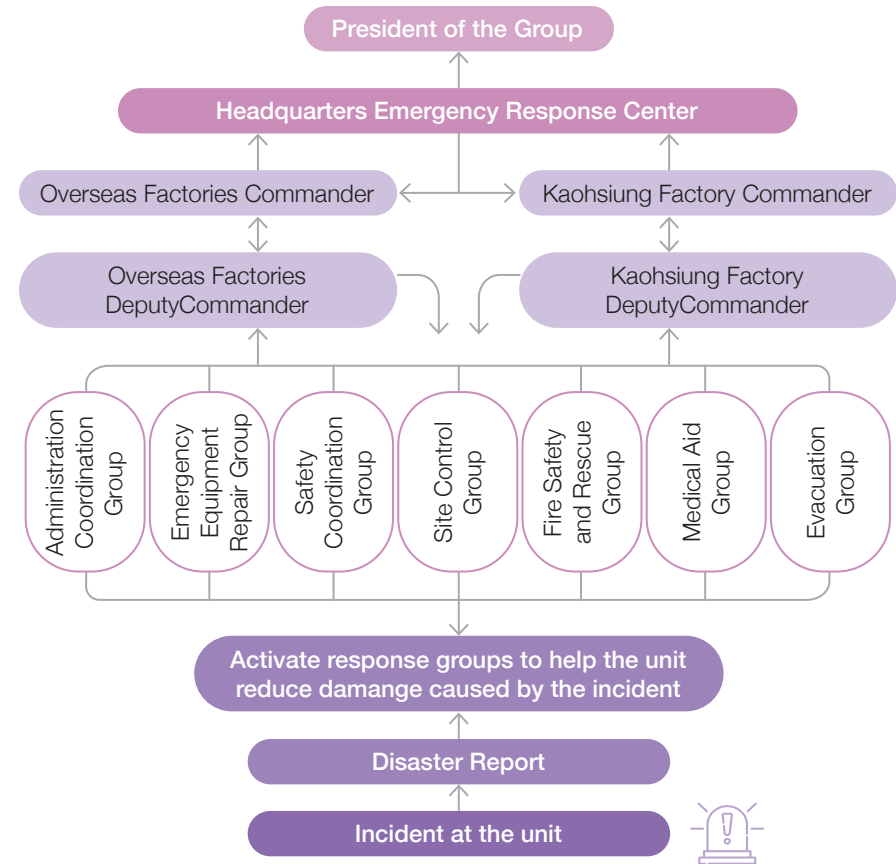 President of the Group
Headquarters Emergency Response Center
Overseas Factories Commander
Kaohsiung Factory Commander
Overseas Factories
DeputyCommander
Kaohsiung Factory
DeputyCommander
Administration
Coordination
Group
Emergency
Equipment
Repair Group
Safety
Coordination
Group
Site Control
Group
Fire Safety
and Rescue
Group
Medical Aid
Group
Evacuation
Group
Activate response groups to help the unit
reduce damange caused by the incident
Disaster Report
Incident at the unit